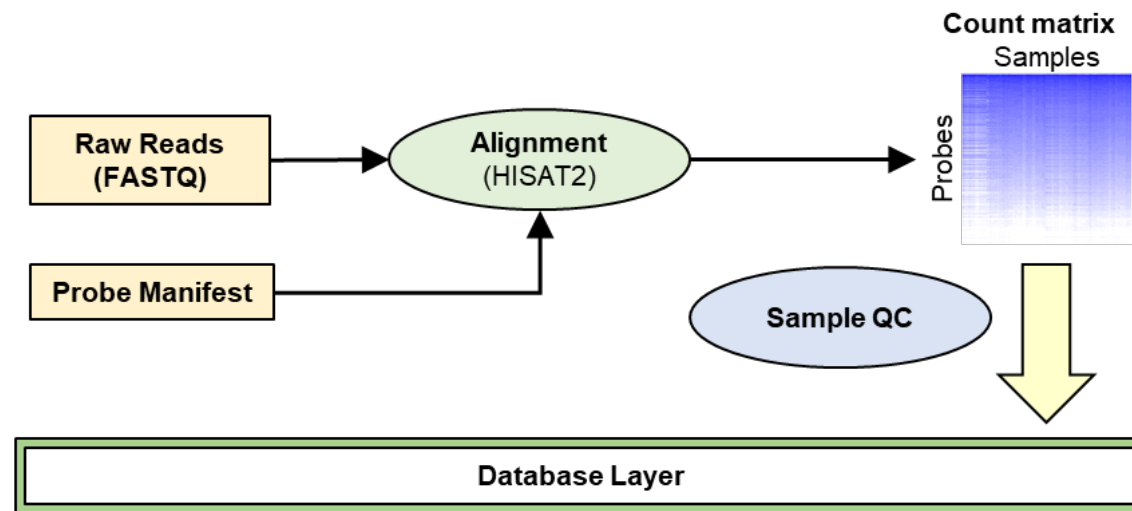 Count matrix
Samples
Probes
Raw Reads
(FASTQ)
Alignment
(HISAT2)
Probe Manifest
Sample QC
Database Layer